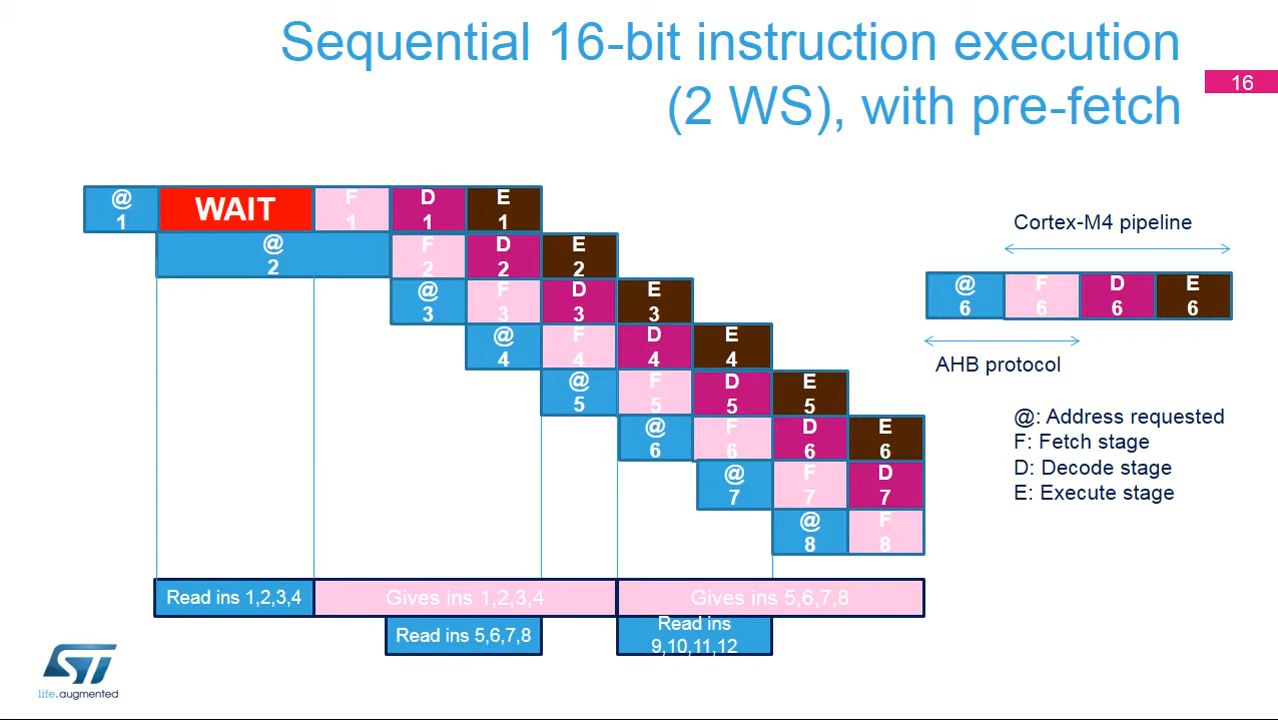 Sequential 16-bit instruction execution
(2 WS), with pre-fetch
16
@ WAIT F D E
1 1 1 1
@ F D E
2 2 2 2
@ F D E
3 3 3 3
@ F D E
4 4 4 4
@ F D E
5 5 5 5
@ F D E
6 6 6 6
@ F D
7 7 7
@ F
8 8
Cortex-M4 pipeline
@ F D E
6 6 6 6
AHB protocol
@: Address requested
F: Fetch stage
D: Decode stage
E: Execute stage
Read ins 1,2,3,4 Gives ins 1,2,3,4 Gives ins 5,6,7,8
Read ins 5,6,7,8
Read ins
9,10,11,12
ST
life.augmented